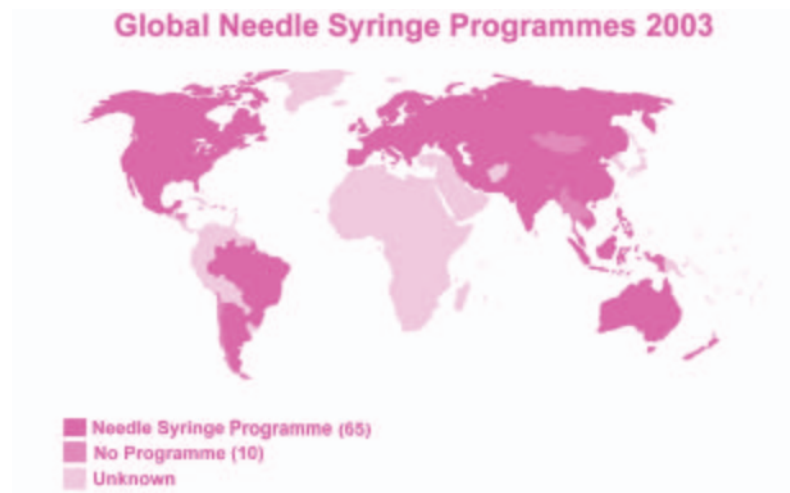 Global Needle Syringe Programmes 2003
Needle Syringe Programme (65)
No Programme (10)
Unknown